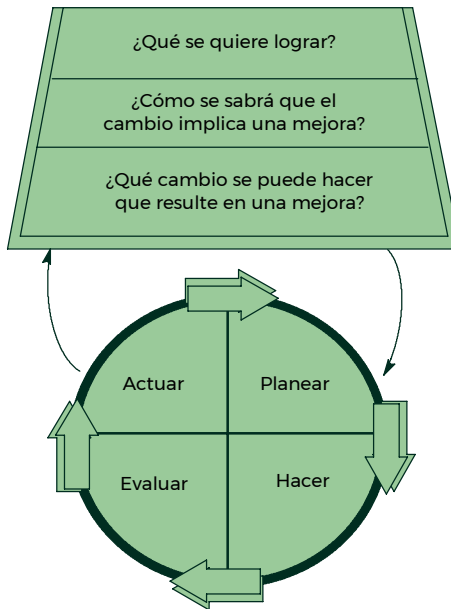 ¿Qué se quiere lograr?
¿Cómo se sabrá que el
cambio implica una mejora?
¿Qué cambio se puede hacer
que resulte en una mejora?
Actuar
Planear
Evaluar
Hacer